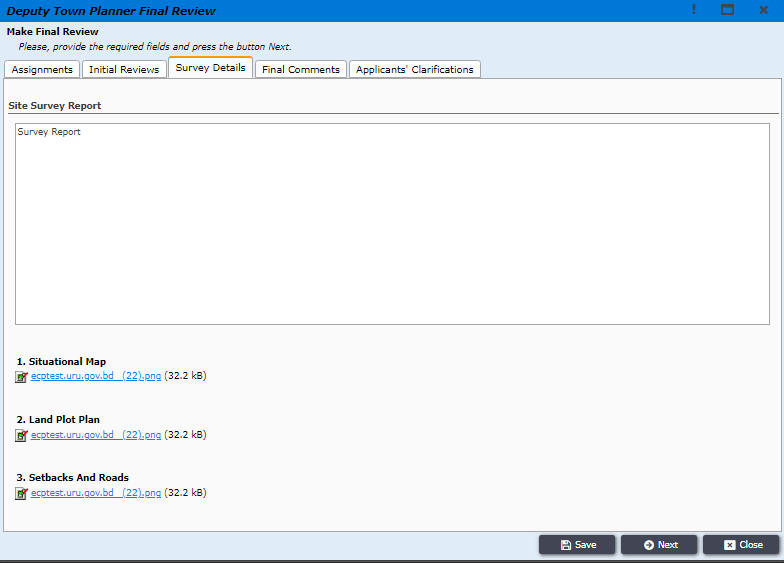 Deputy Town Planner Final Review
Make Final Review
Please, provide the required fields and press the button Next.
Assignments Initial Reviews Survey Details Final Comments Applicants' Clarifications
Site Survey Report
Survey Report
1. Situational Map
ecptest.uru.gov.bd_ (22).png (32.2 kB)
2. Land Plot Plan
ecptest.uru.gov.bd_ (22).png (32.2 kB)
3. Setbacks And Roads
ecptest.uru.gov.bd_ (22).png (32.2 kB)
Save Next Close